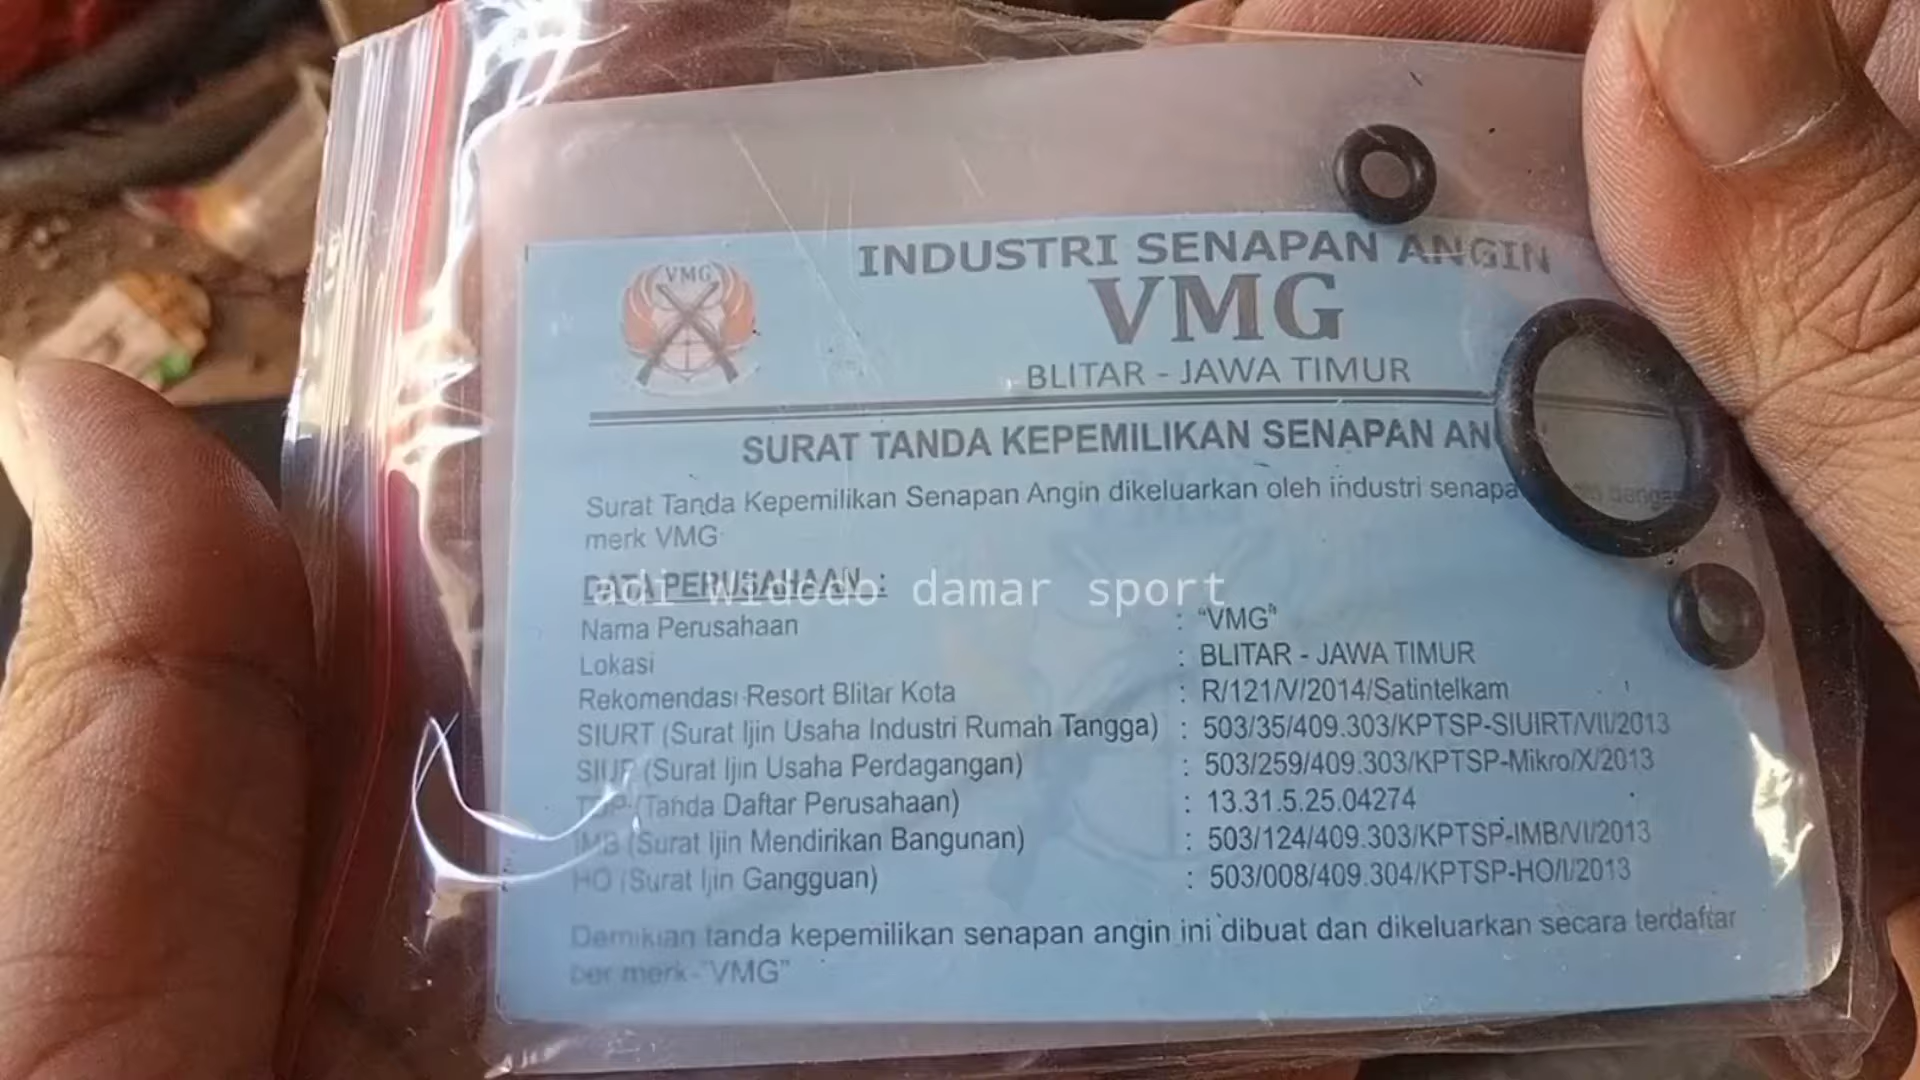 VMG
INDUSTRI SENAPAN ANGIN
VMG
BLITAR - JAWA TIMUR
SURAT TANDA KEPEMILIKAN SENAPAN AN
Surat Tanda Kepemilikan Senapan Angin dikeluarkan oleh industri senapa dengan
merk VMG
DATA PERUSAHAAN :
adi Widodo damar sport
Nama Perusahaan : "VMG"
Lokasi : BLITAR - JAWA TIMUR
Rekomendasi Resort Blitar Kota : R/121/V/2014/Satintelkam
SIURT (Surat Ijin Usaha Industri Rumah Tangga) : 503/35/409.303/KPTSP-SIUIRT/VII/2013
SIUP (Surat Ijin Usaha Perdagangan) : 503/259/409.303/KPTSP-Mikro/X/2013
TDP (Tanda Daftar Perusahaan) : 13.31.5.25.04274
IMB (Surat Ijin Mendirikan Bangunan) : 503/124/409.303/KPTSP-IMB/VI/2013
HO (Surat Ijin Gangguan) : 503/008/409.304/KPTSP-HO/I/2013
Demikian tanda kepemilikan senapan angin ini dibuat dan dikeluarkan secara terdaftar
ber merk "VMG"